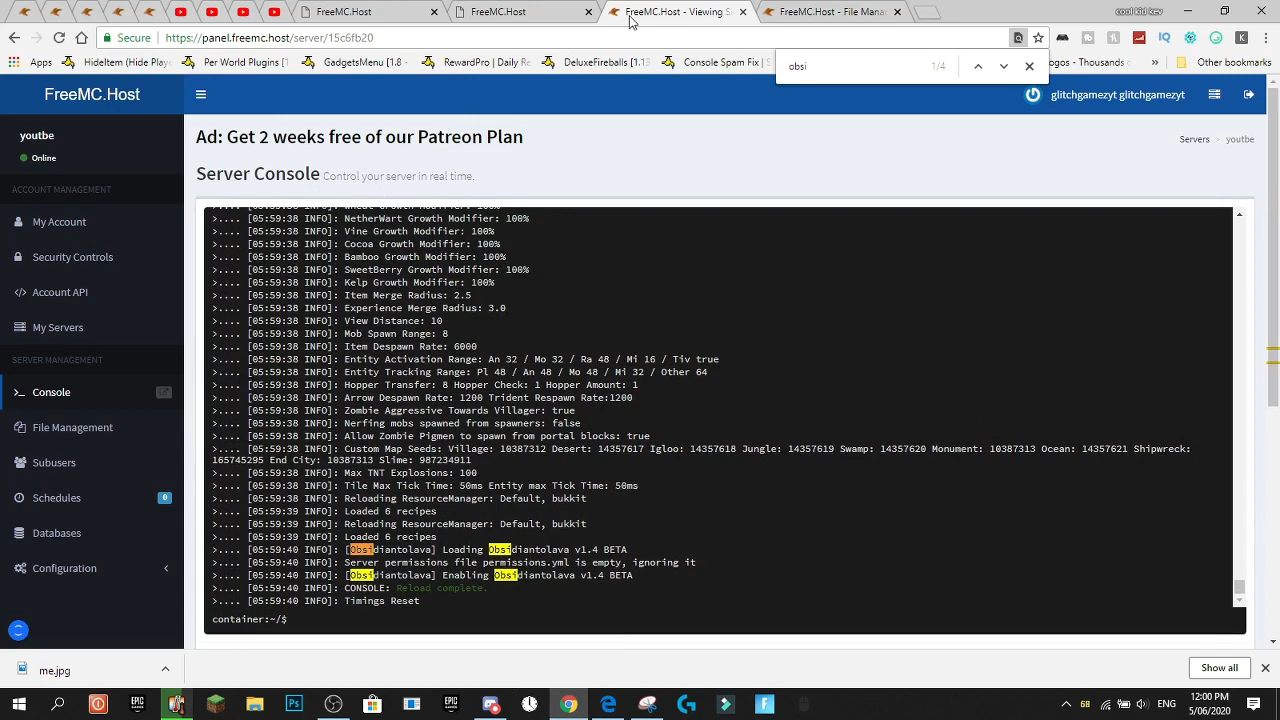 FreeMC.Host
FreeMC.Host
FreeMC.Host - Viewing S
FreeMC.Host - File Mana
cool kid kev
Secure
https://panel.freemc.host/server/15c6fb20
Apps
HideItem (Hide Play
Per World Plugins [1
GadgetsMenu [1.8 -
RewardPro | Daily Re
DeluxeFireballs [1.13
Console Spam Fix | S
ogos - Thousands o
Other bookmarks
obsi
1/4
FreeMC.Host
glitchgamezyt glitchgamezyt
youtbe
Online
ACCOUNT MANAGEMENT
My Account
Security Controls
Account API
My Servers
SERVER MANAGEMENT
Console
File Management
Subusers
Schedules
0
Databases
Configuration
Ad: Get 2 weeks free of our Patreon Plan
Servers > youtbe
Server Console Control your server in real time.
>.... [05:59:38 INFO]: Wheat Growth Modifier: 100%
>.... [05:59:38 INFO]: NetherWart Growth Modifier: 100%
>.... [05:59:38 INFO]: Vine Growth Modifier: 100%
>.... [05:59:38 INFO]: Cocoa Growth Modifier: 100%
>.... [05:59:38 INFO]: Bamboo Growth Modifier: 100%
>.... [05:59:38 INFO]: SweetBerry Growth Modifier: 100%
>.... [05:59:38 INFO]: Kelp Growth Modifier: 100%
>.... [05:59:38 INFO]: Item Merge Radius: 2.5
>.... [05:59:38 INFO]: Experience Merge Radius: 3.0
>.... [05:59:38 INFO]: View Distance: 10
>.... [05:59:38 INFO]: Mob Spawn Range: 8
>.... [05:59:38 INFO]: Item Despawn Rate: 6000
>.... [05:59:38 INFO]: Entity Activation Range: An 32 / Mo 32 / Ra 48 / Mi 16 / Tiv true
>.... [05:59:38 INFO]: Entity Tracking Range: Pl 48 / An 48 / Mo 48 / Mi 32 / Other 64
>.... [05:59:38 INFO]: Hopper Transfer: 8 Hopper Check: 1 Hopper Amount: 1
>.... [05:59:38 INFO]: Arrow Despawn Rate: 1200 Trident Respawn Rate:1200
>.... [05:59:38 INFO]: Zombie Aggressive Towards Villager: true
>.... [05:59:38 INFO]: Nerfing mobs spawned from spawners: false
>.... [05:59:38 INFO]: Allow Zombie Pigmen to spawn from portal blocks: true
>.... [05:59:38 INFO]: Custom Map Seeds: Village: 10387312 Desert: 14357617 Igloo: 14357618 Jungle: 14357619 Swamp: 14357620 Monument: 10387313 Ocean: 14357621 Shipwreck:
165745295 End City: 10387313 Slime: 987234911
>.... [05:59:38 INFO]: Max TNT Explosions: 100
>.... [05:59:38 INFO]: Tile Max Tick Time: 50ms Entity max Tick Time: 50ms
>.... [05:59:38 INFO]: Reloading ResourceManager: Default, bukkit
>.... [05:59:39 INFO]: Loaded 6 recipes
>.... [05:59:39 INFO]: Reloading ResourceManager: Default, bukkit
>.... [05:59:39 INFO]: Loaded 6 recipes
>.... [05:59:40 INFO]: [Obsidiantolava] Loading Obsidiantolava v1.4 BETA
>.... [05:59:40 INFO]: Server permissions file permissions.yml is empty, ignoring it
>.... [05:59:40 INFO]: [Obsidiantolava] Enabling Obsidiantolava v1.4 BETA
>.... [05:59:40 INFO]: CONSOLE: Reload complete.
>.... [05:59:40 INFO]: Timings Reset
container:~/$
me.jpg
Show all
68
ENG
12:00 PM
5/06/2020